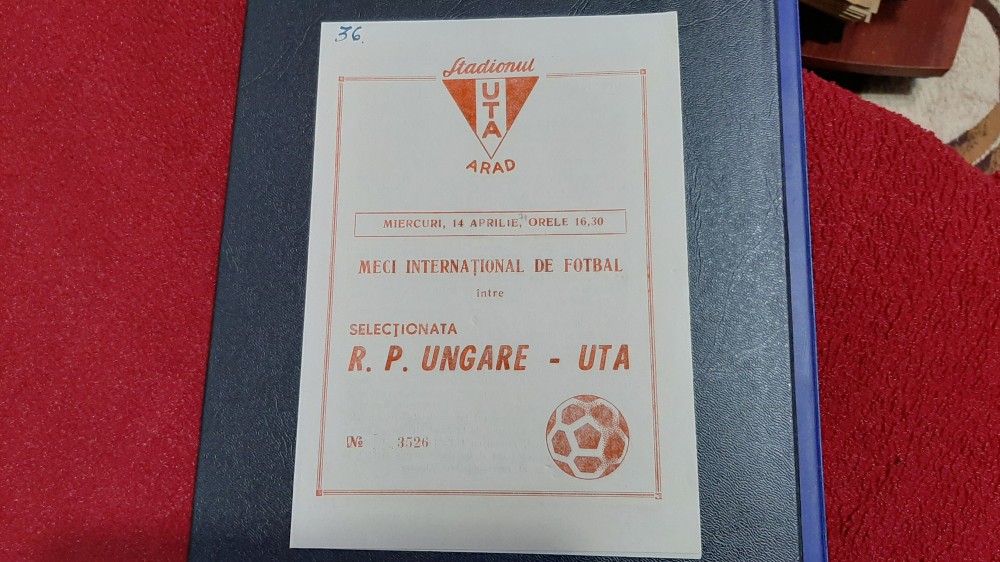 36.
Stadionul
UTA
ARAD
MIERCURI, 14 APRILIE, ORELE 16,30
MECI INTERNAȚIONAL DE FOTBAL
între
SELECȚIONATA
R. P. UNGARE - UTA
№ 3526